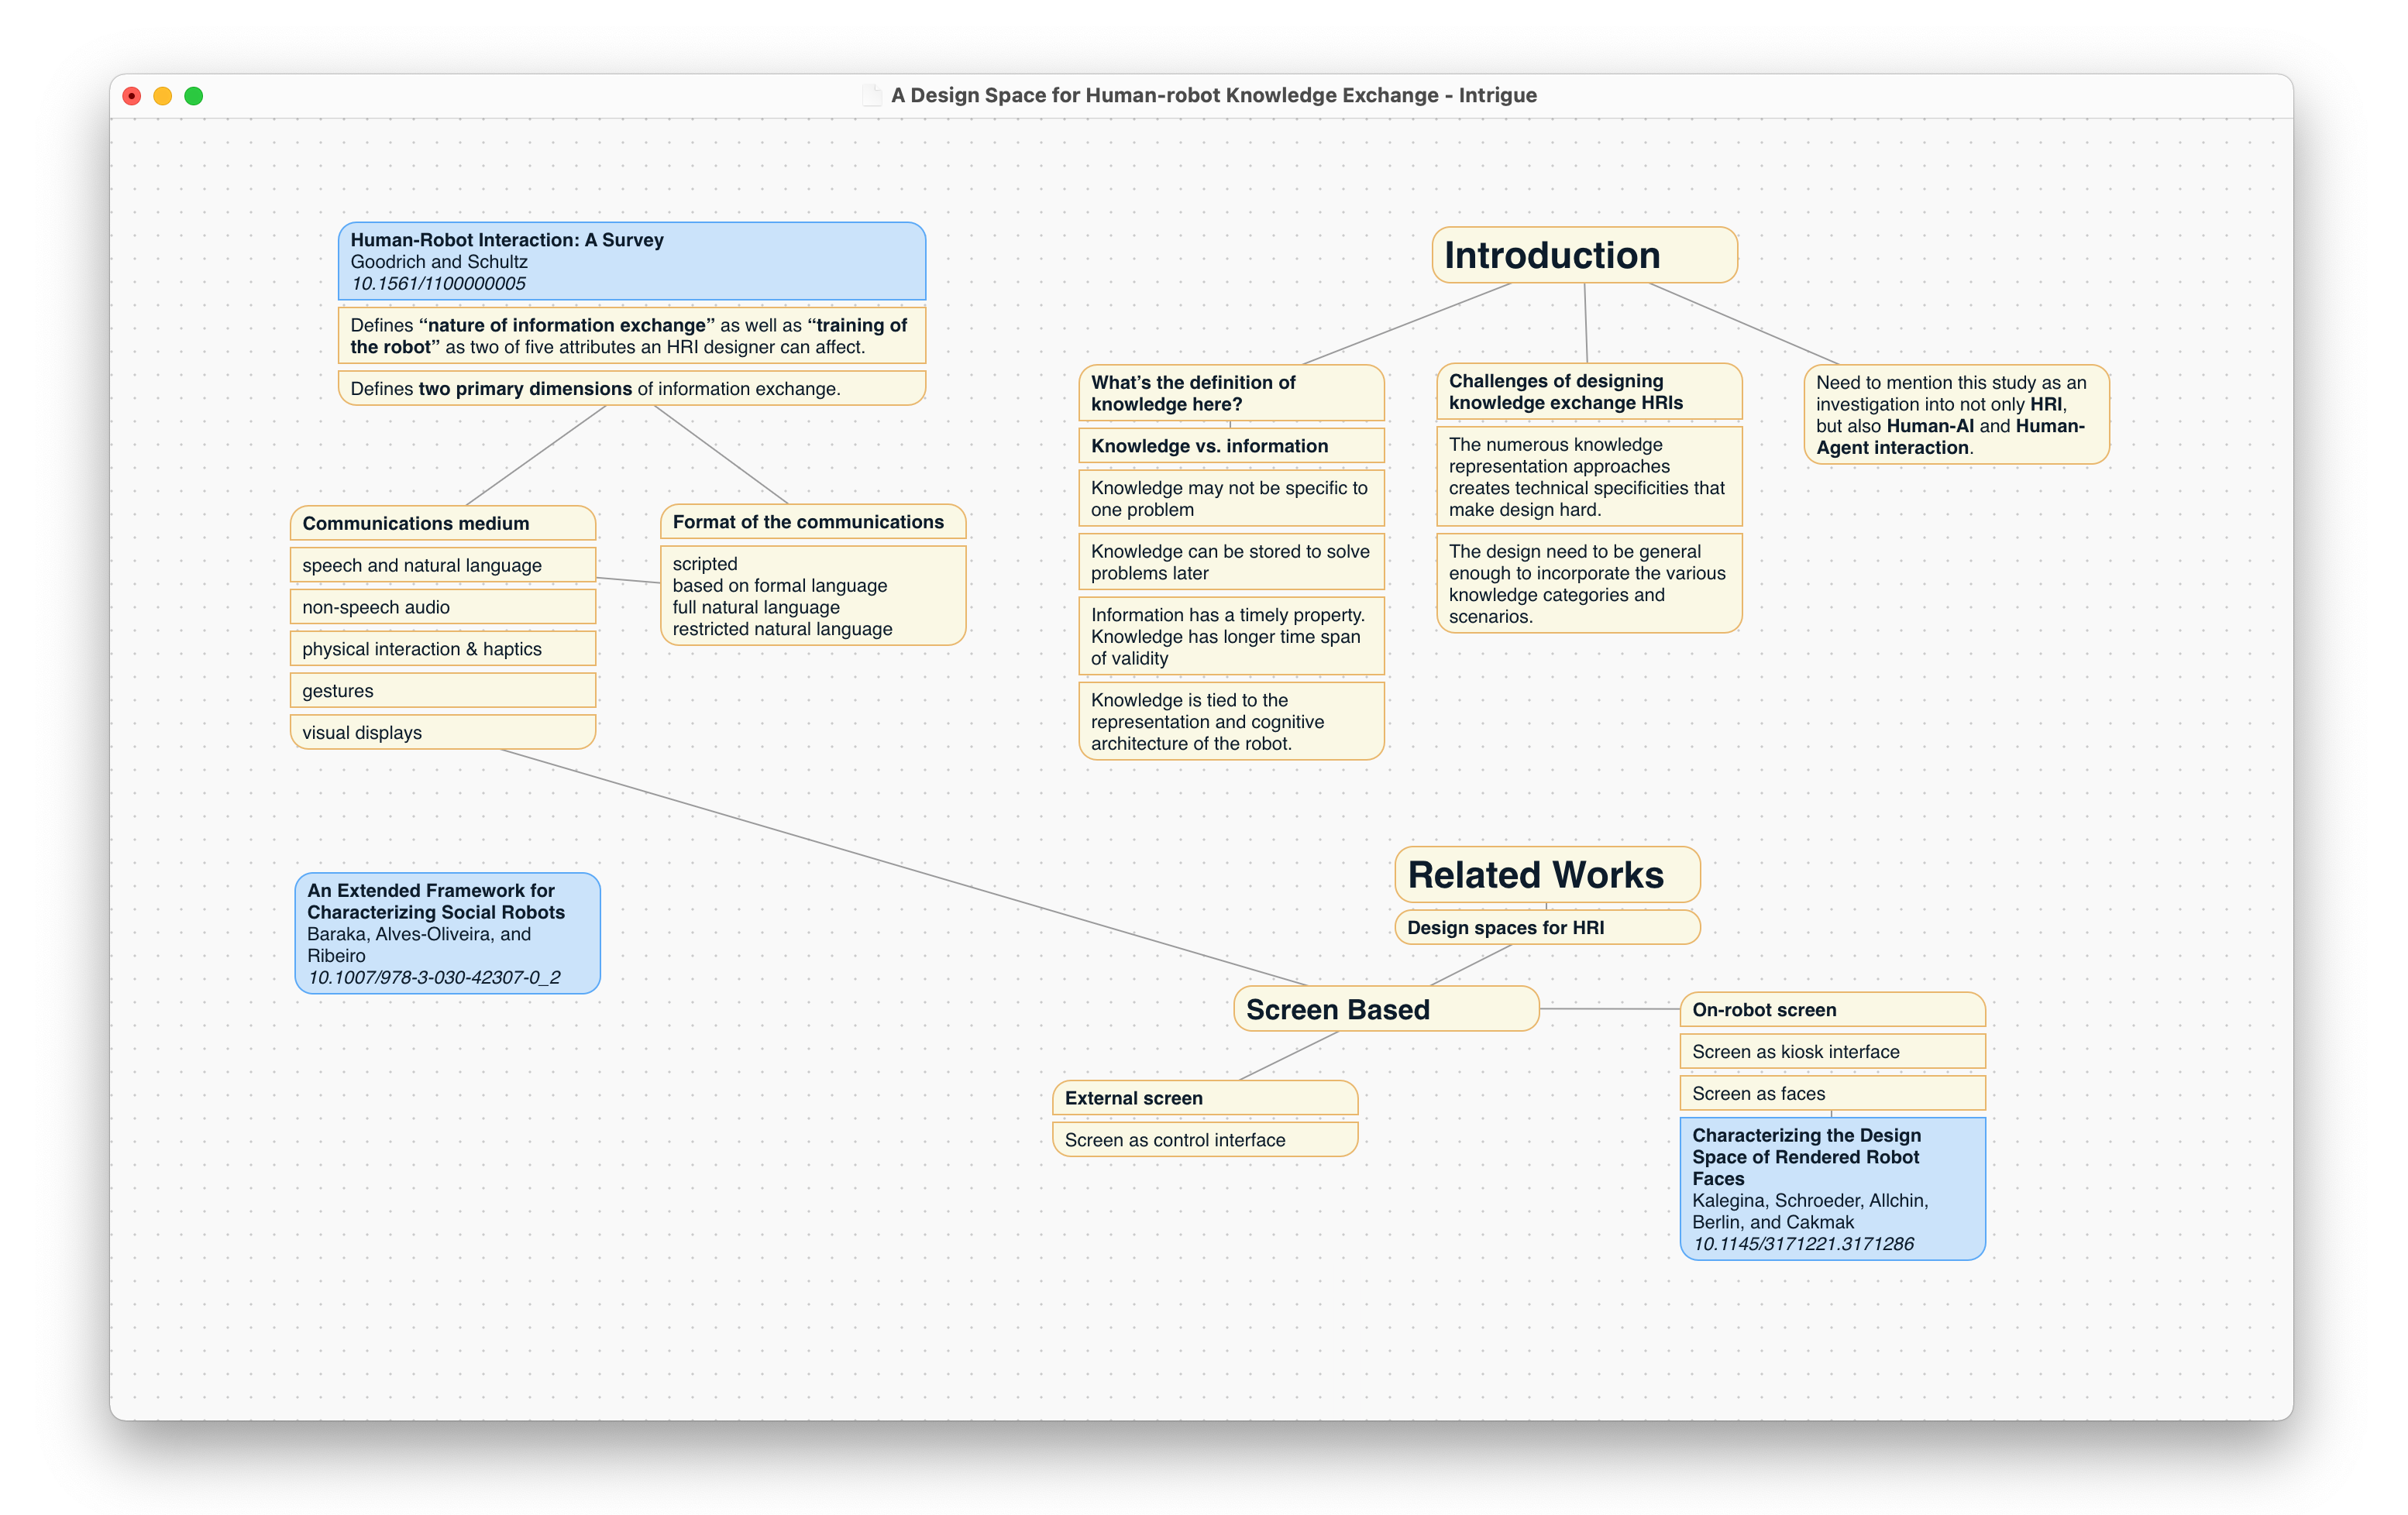 A Design Space for Human-robot Knowledge Exchange - Intrigue
Human-Robot Interaction: A Survey
Goodrich and Schultz
10.1561/1100000005
Defines “nature of information exchange” as well as “training of
the robot” as two of five attributes an HRI designer can affect.
Defines two primary dimensions of information exchange.
Communications medium
speech and natural language
non-speech audio
physical interaction & haptics
gestures
visual displays
Format of the communications
scripted
based on formal language
full natural language
restricted natural language
An Extended Framework for
Characterizing Social Robots
Baraka, Alves-Oliveira, and
Ribeiro
10.1007/978-3-030-42307-0_2
Introduction
What’s the definition of
knowledge here?
Knowledge vs. information
Knowledge may not be specific to
one problem
Knowledge can be stored to solve
problems later
Information has a timely property.
Knowledge has longer time span
of validity
Knowledge is tied to the
representation and cognitive
architecture of the robot.
Challenges of designing
knowledge exchange HRIs
The numerous knowledge
representation approaches
creates technical specificities that
make design hard.
The design need to be general
enough to incorporate the various
knowledge categories and
scenarios.
Need to mention this study as an
investigation into not only HRI,
but also Human-AI and Human-
Agent interaction.
Related Works
Design spaces for HRI
Screen Based
External screen
Screen as control interface
On-robot screen
Screen as kiosk interface
Screen as faces
Characterizing the Design
Space of Rendered Robot
Faces
Kalegina, Schroeder, Allchin,
Berlin, and Cakmak
10.1145/3171221.3171286